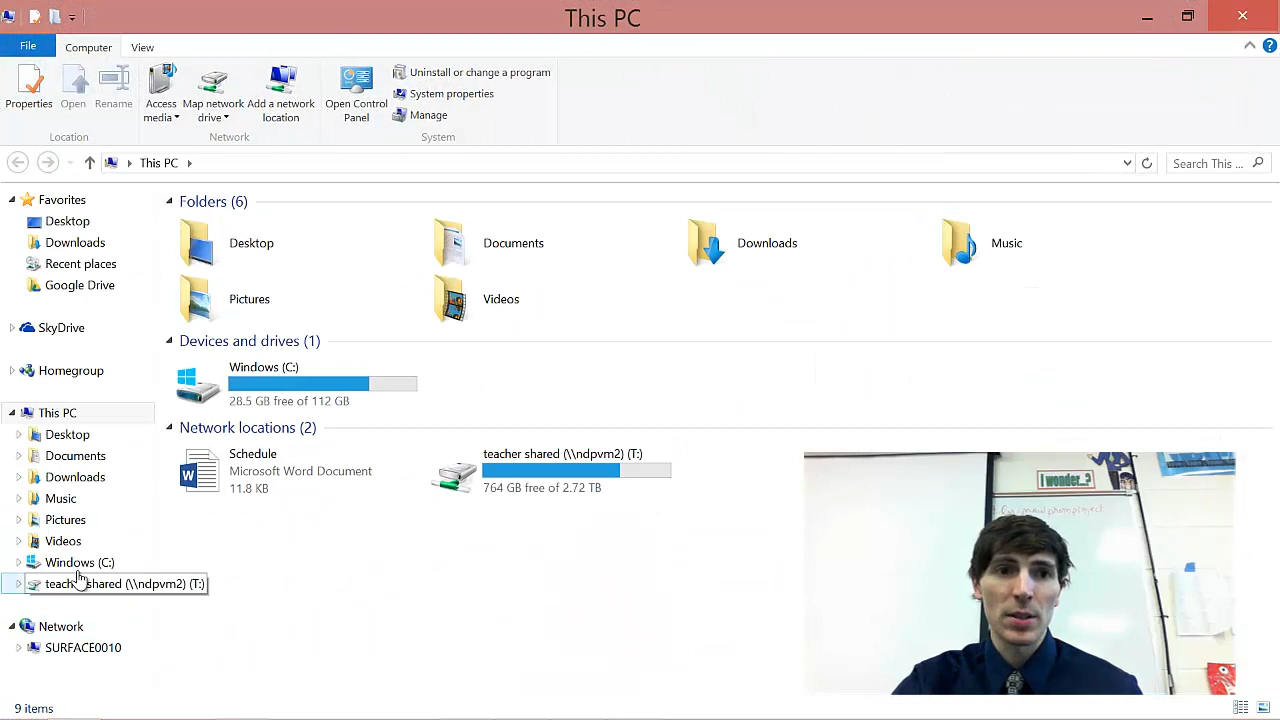 This PC
File
Computer
View
Properties
Open
Rename
Access media
Map network drive
Add a network location
Open Control Panel
Uninstall or change a program
System properties
Manage
Location
Network
System
This PC
Search This ...
Favorites
Desktop
Downloads
Recent places
Google Drive
SkyDrive
Homegroup
This PC
Desktop
Documents
Downloads
Music
Pictures
Videos
Windows (C:)
teacher shared (\\ndpvm2) (T:)
Network
SURFACE0010
Folders (6)
Desktop
Documents
Downloads
Music
Pictures
Videos
Devices and drives (1)
Windows (C:)
28.5 GB free of 112 GB
Network locations (2)
Schedule
Microsoft Word Document
11.8 KB
teacher shared (\\ndpvm2) (T:)
764 GB free of 2.72 TB
I wonder...?
9 items